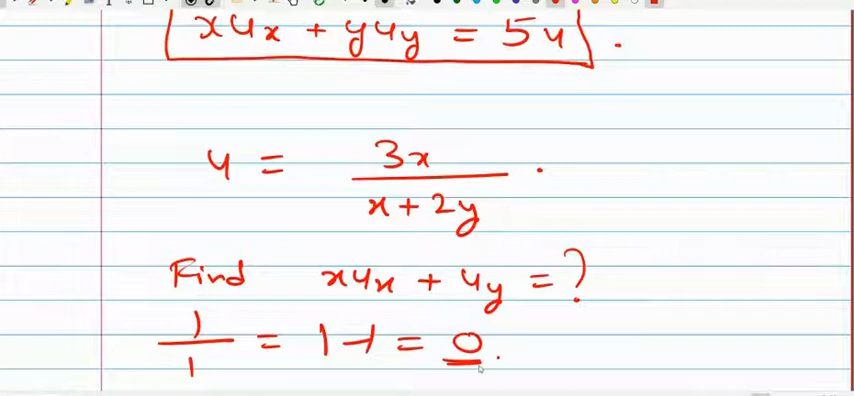 xux + yuy = 5u.
u = 3x / x + 2y .
Find xux + uy = ?
1/1 = 1-1 = 0.